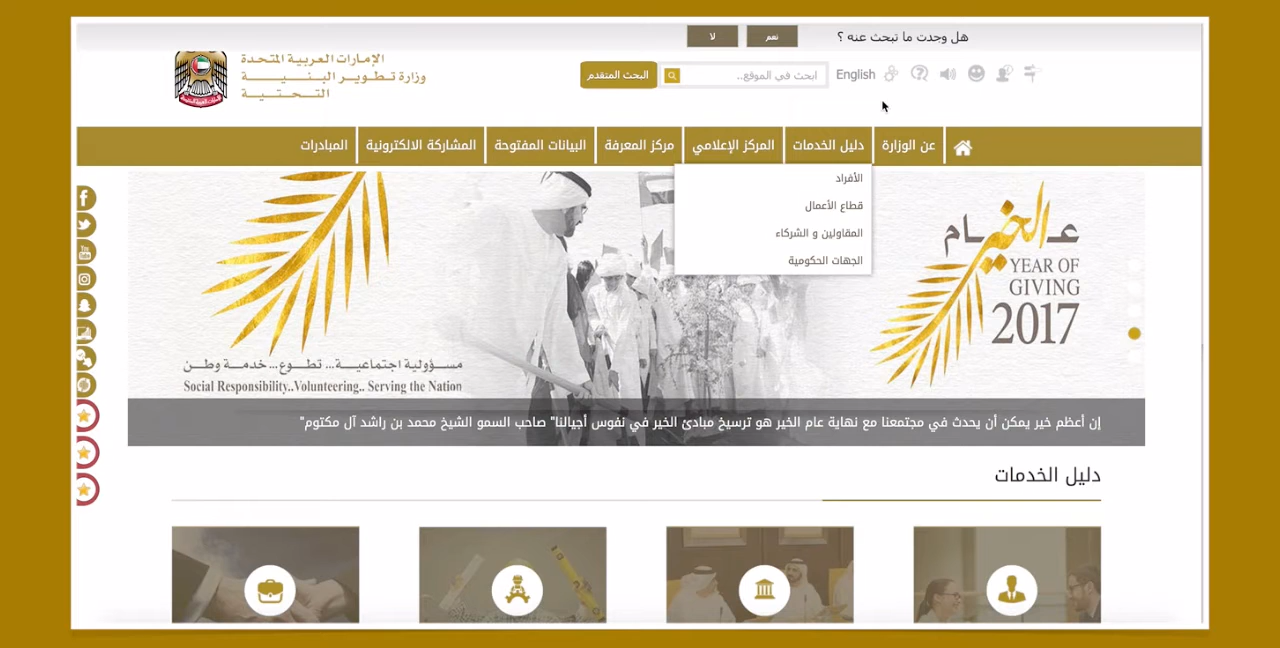 هل وجدت ما تبحث عنه ؟
نعم
لا
الإمارات العربية المتحدة
وزارة تطوير البنية
التحتية
English
ابحث في الموقع..
البحث المتقدم
عن الوزارة
دليل الخدمات
المركز الإعلامي
مركز المعرفة
البيانات المفتوحة
المشاركة الالكترونية
المبادرات
الأفراد
قطاع الأعمال
المقاولين و الشركاء
الجهات الحكومية
عام الخير
YEAR OF
GIVING
2017
مسؤولية اجتماعية... تطوع... خدمة وطن
Social Responsibility..Volunteering.. Serving the Nation
إن أعظم خير يمكن أن يحدث في مجتمعنا مع نهاية عام الخير هو ترسيخ مبادئ الخير في نفوس أجيالنا" صاحب السمو الشيخ محمد بن راشد آل مكتوم"
دليل الخدمات